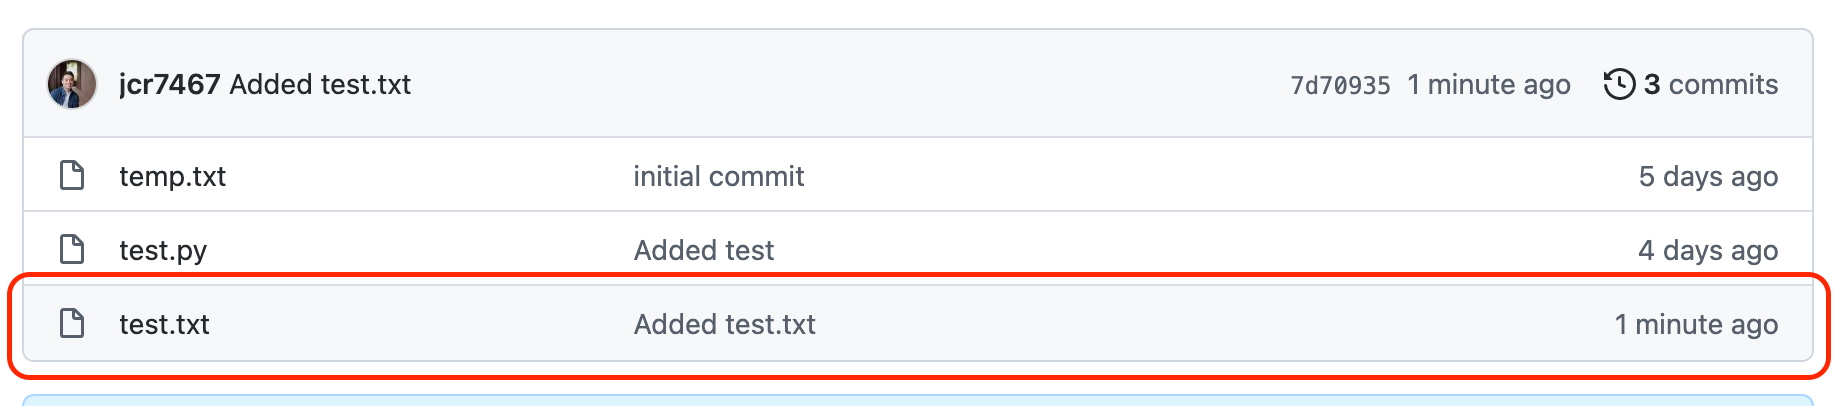 jcr7467 Added test.txt 7d70935 1 minute ago 3 commits
temp.txt initial commit 5 days ago
test.py Added test 4 days ago
test.txt Added test.txt 1 minute ago